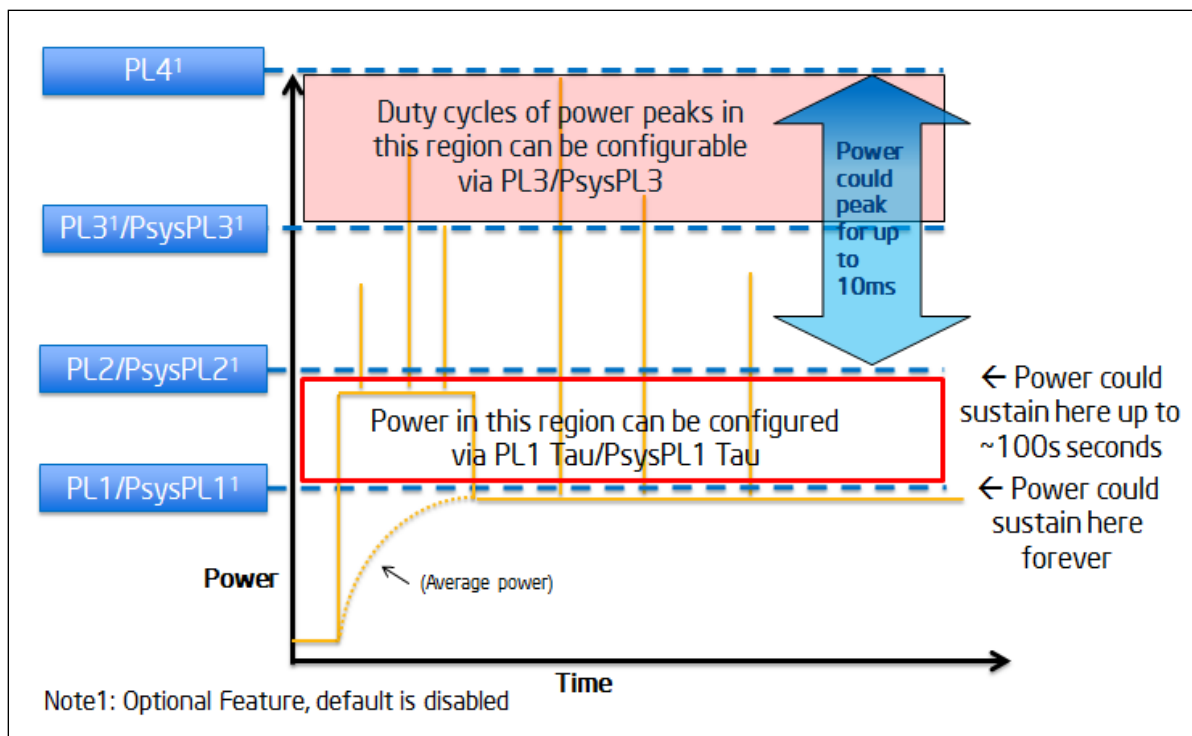 PL4¹
Duty cycles of power peaks in
this region can be configurable
via PL3/PsysPL3
Power
could
peak
for up
to
10ms
PL3¹/PsysPL3¹
PL2/PsysPL2¹
← Power could
sustain here up to
~100s seconds
Power in this region can be configured
via PL1 Tau/PsysPL1 Tau
PL1/PsysPL1¹
← Power could
sustain here
forever
Power
(Average power)
Time
Note1: Optional Feature, default is disabled